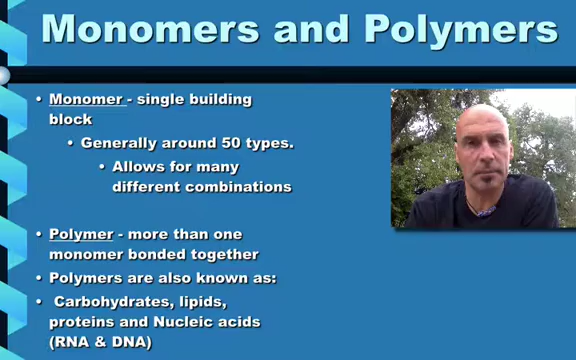 Monomers and Polymers
• Monomer - single building
block
• Generally around 50 types.
• Allows for many
different combinations
• Polymer - more than one
monomer bonded together
• Polymers are also known as:
• Carbohydrates, lipids,
proteins and Nucleic acids
(RNA & DNA)